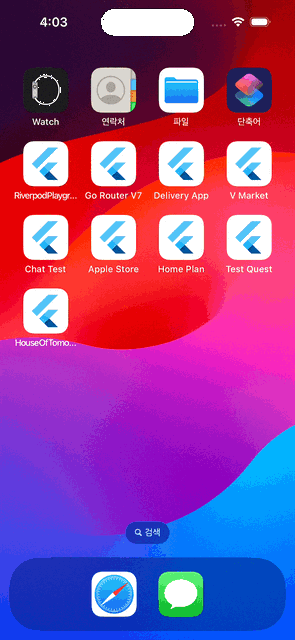 4:03
Watch
연락처
파일
단축어
RiverpodPlaygr...
Go Router V7
Delivery App
V Market
Chat Test
Apple Store
Home Plan
Test Quest
HouseOfTomo...
검색